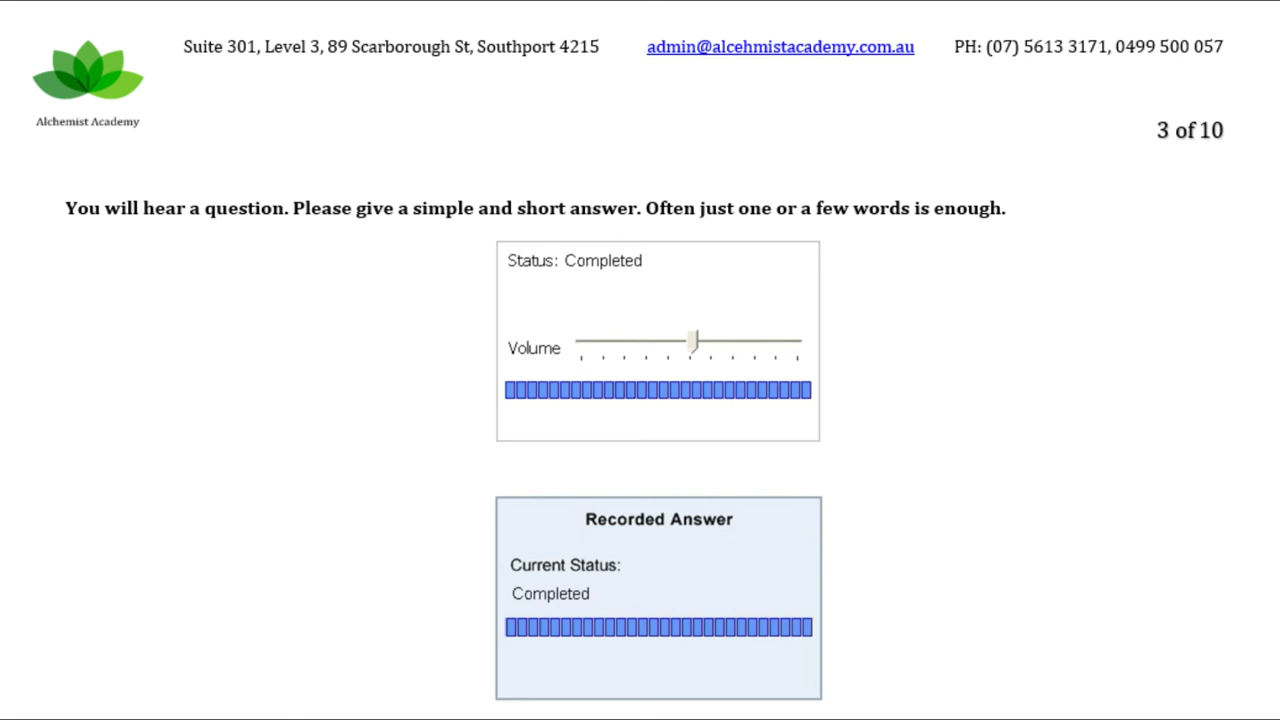 Suite 301, Level 3, 89 Scarborough St, Southport 4215 admin@alcehmistacademy.com.au PH: (07) 5613 3171, 0499 500 057
Alchemist Academy
3 of 10
You will hear a question. Please give a simple and short answer. Often just one or a few words is enough.
Status: Completed
Volume
Recorded Answer
Current Status:
Completed